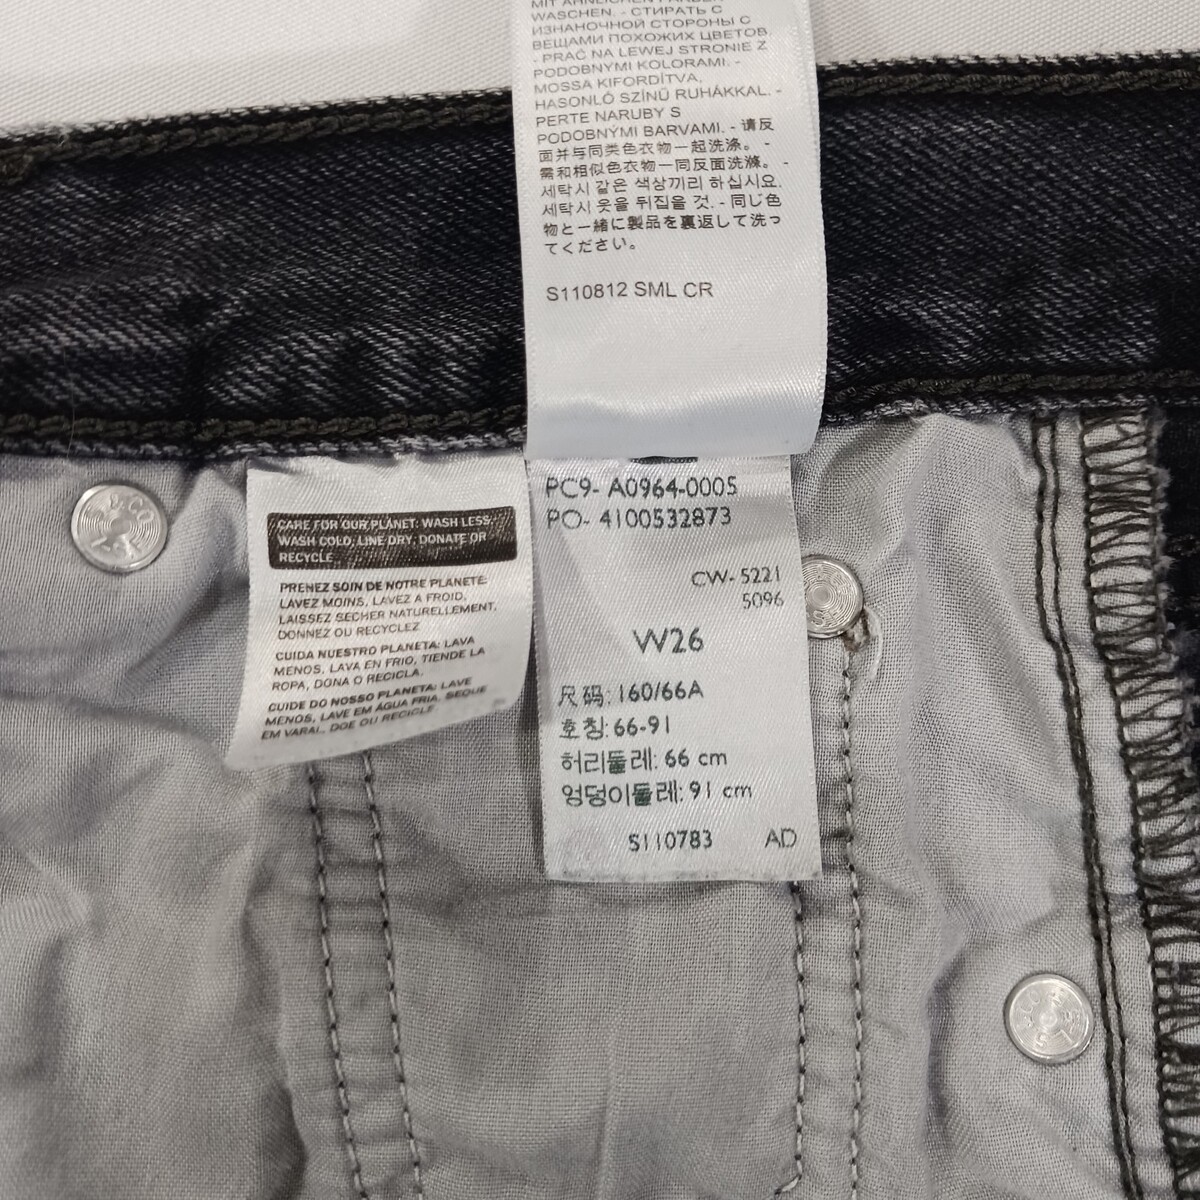 MIT ÄHNLICHEN FARBEN
WASCHEN. - СТИРАТЬ С
ИЗНАНОЧНОЙ СТОРОНЫ С
ВЕЩАМИ ПОХОЖИХ ЦВЕТОВ.
- PRAĆ NA LEWEJ STRONIE Z
PODOBNYMI KOLORAMI. -
MOSSA KIFORDÍTVA,
HASONLÓ SZÍNŰ RUHÁKKAL. -
PERTE NARUBY S
PODOBNÝMI BARVAMI. - 请反
面并与同类色衣物一起洗涤。 -
需和相似色衣物一同反面洗滌。 -
세탁시 같은 색상끼리 하십시요.
세탁시 옷을 뒤집을 것. - 同じ色
物と一緒に製品を裏返して洗っ
てください。
S110812 SML CR
CARE FOR OUR PLANET: WASH LESS,
WASH COLD, LINE DRY, DONATE OR
RECYCLE
PRENEZ SOIN DE NOTRE PLANETE:
LAVEZ MOINS, LAVEZ A FROID,
LAISSEZ SECHER NATURELLEMENT,
DONNEZ OU RECYCLEZ
CUIDA NUESTRO PLANETA: LAVA
MENOS, LAVA EN FRIO, TIENDE LA
ROPA, DONA O RECICLA.
CUIDE DO NOSSO PLANETA: LAVE
MENOS, LAVE EM ÁGUA FRIA, SEQUE
EM VARAL, DOE OU RECICLE.
PC9- A0964-0005
PO- 4100532873
CW- 5221
5096
W26
尺码: 160/66A
호칭: 66-91
허리둘레: 66 cm
엉덩이둘레: 91 cm
S110783 AD